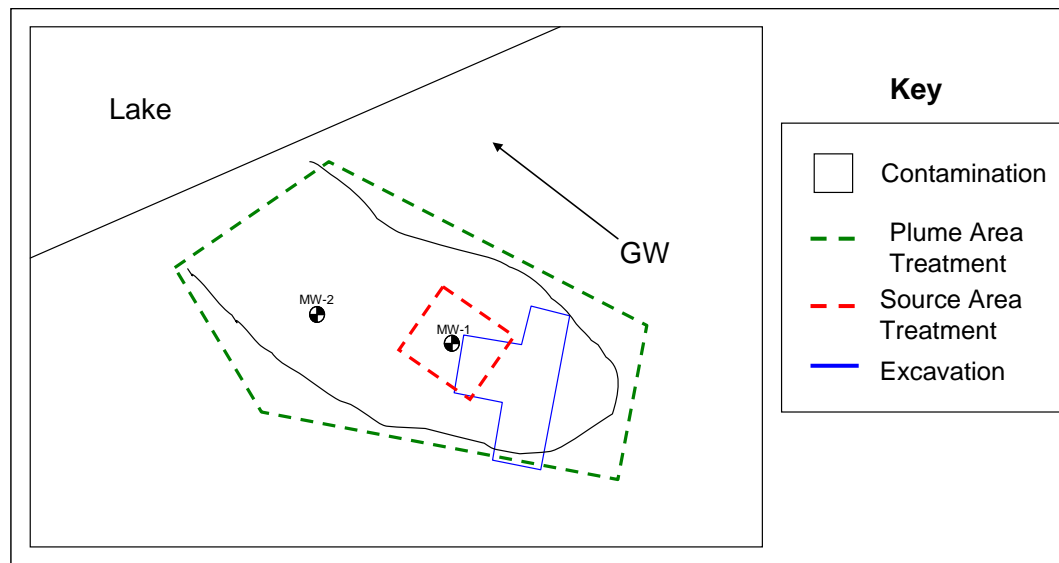 Lake
GW
MW-2
MW-1
Key
Contamination
Plume Area
Treatment
Source Area
Treatment
Excavation